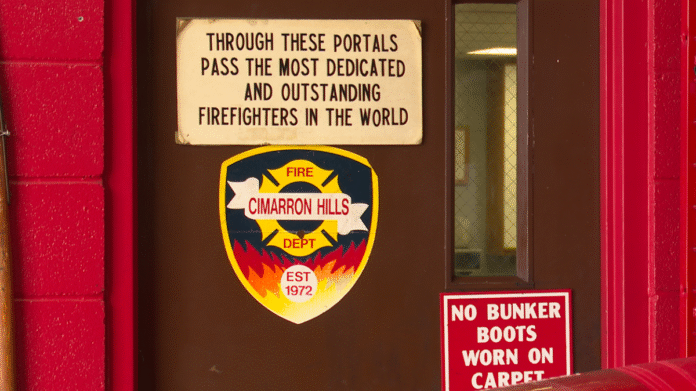 THROUGH THESE PORTALS
PASS THE MOST DEDICATED
AND OUTSTANDING
FIREFIGHTERS IN THE WORLD
FIRE
CIMARRON HILLS
DEPT
EST
1972
NO BUNKER
BOOTS
WORN ON
CARPET